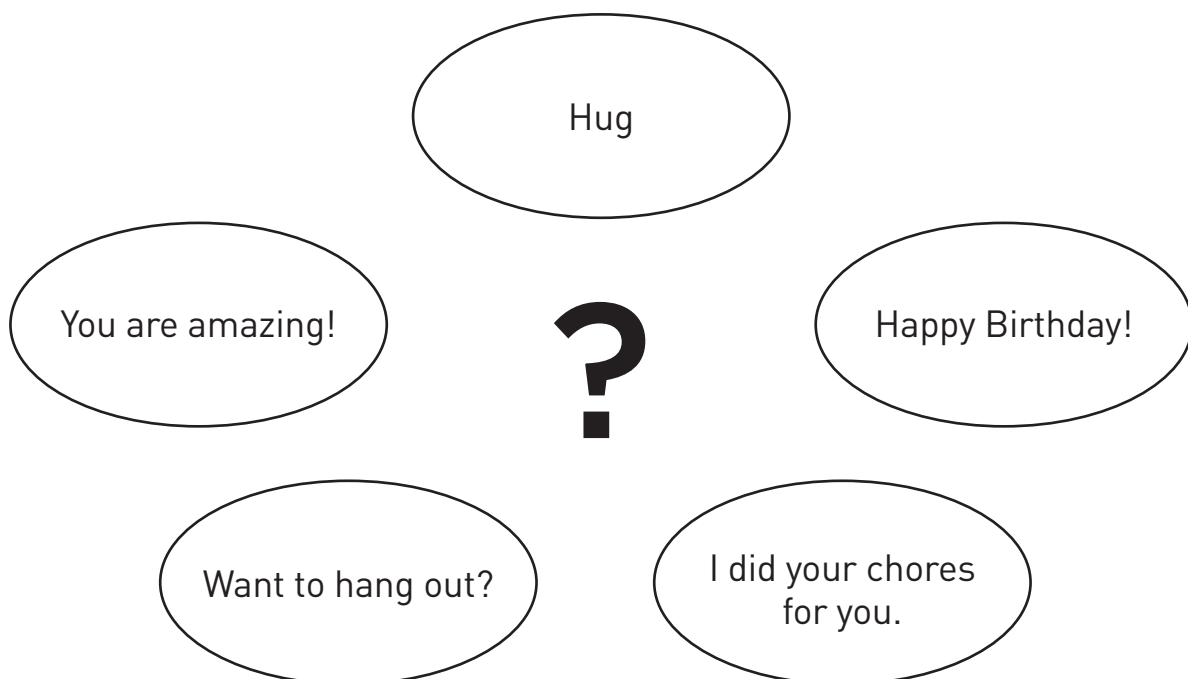 Hug
You are amazing!
?
Happy Birthday!
Want to hang out?
I did your chores
for you.